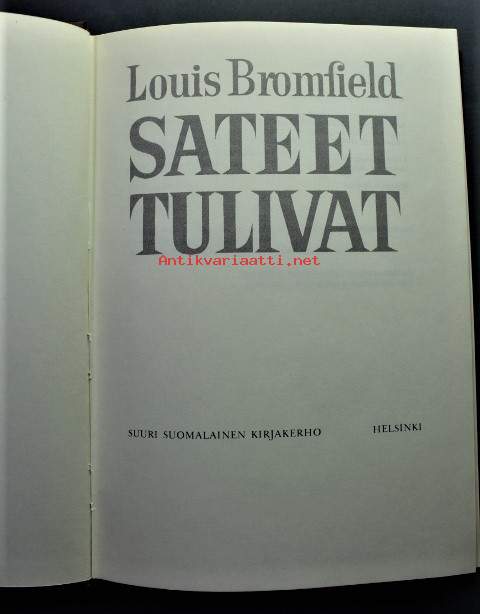 Louis Bromfield
SATEET
TULIVAT
Antikvariaatti.net
SUURI SUOMALAINEN KIRJAKERHO HELSINKI